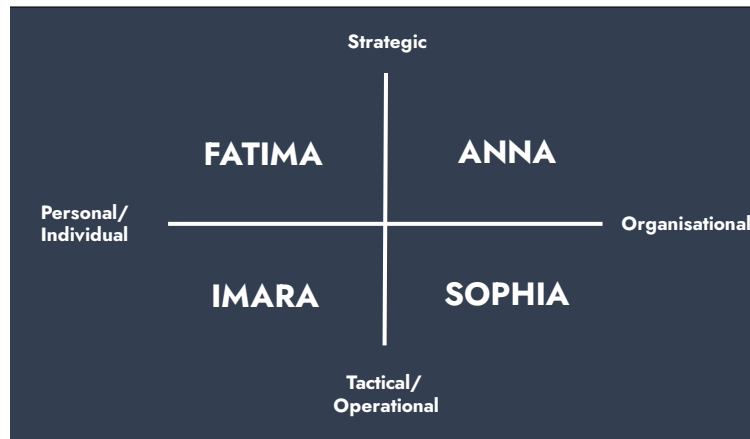 Strategic
FATIMA
ANNA
Personal/
Individual
Organisational
IMARA
SOPHIA
Tactical/
Operational